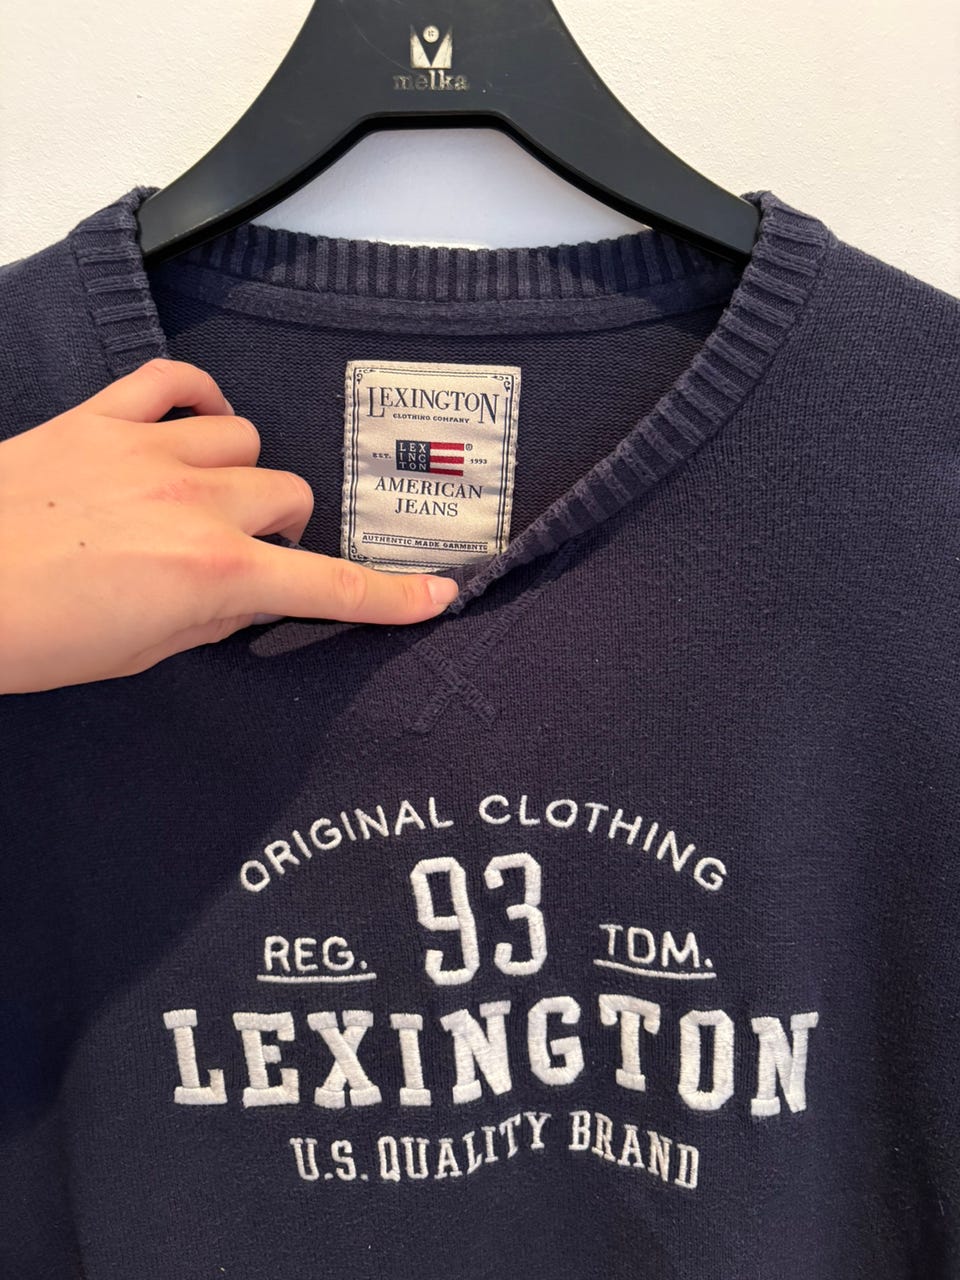 melka
LEXINGTON
CLOTHING COMPANY
LEX
ING
TON
®
EST.
1993
AMERICAN
JEANS
AUTHENTIC MADE GARMENTS
ORIGINAL CLOTHING
93
REG.
TDM.
LEXINGTON
U.S. QUALITY BRAND